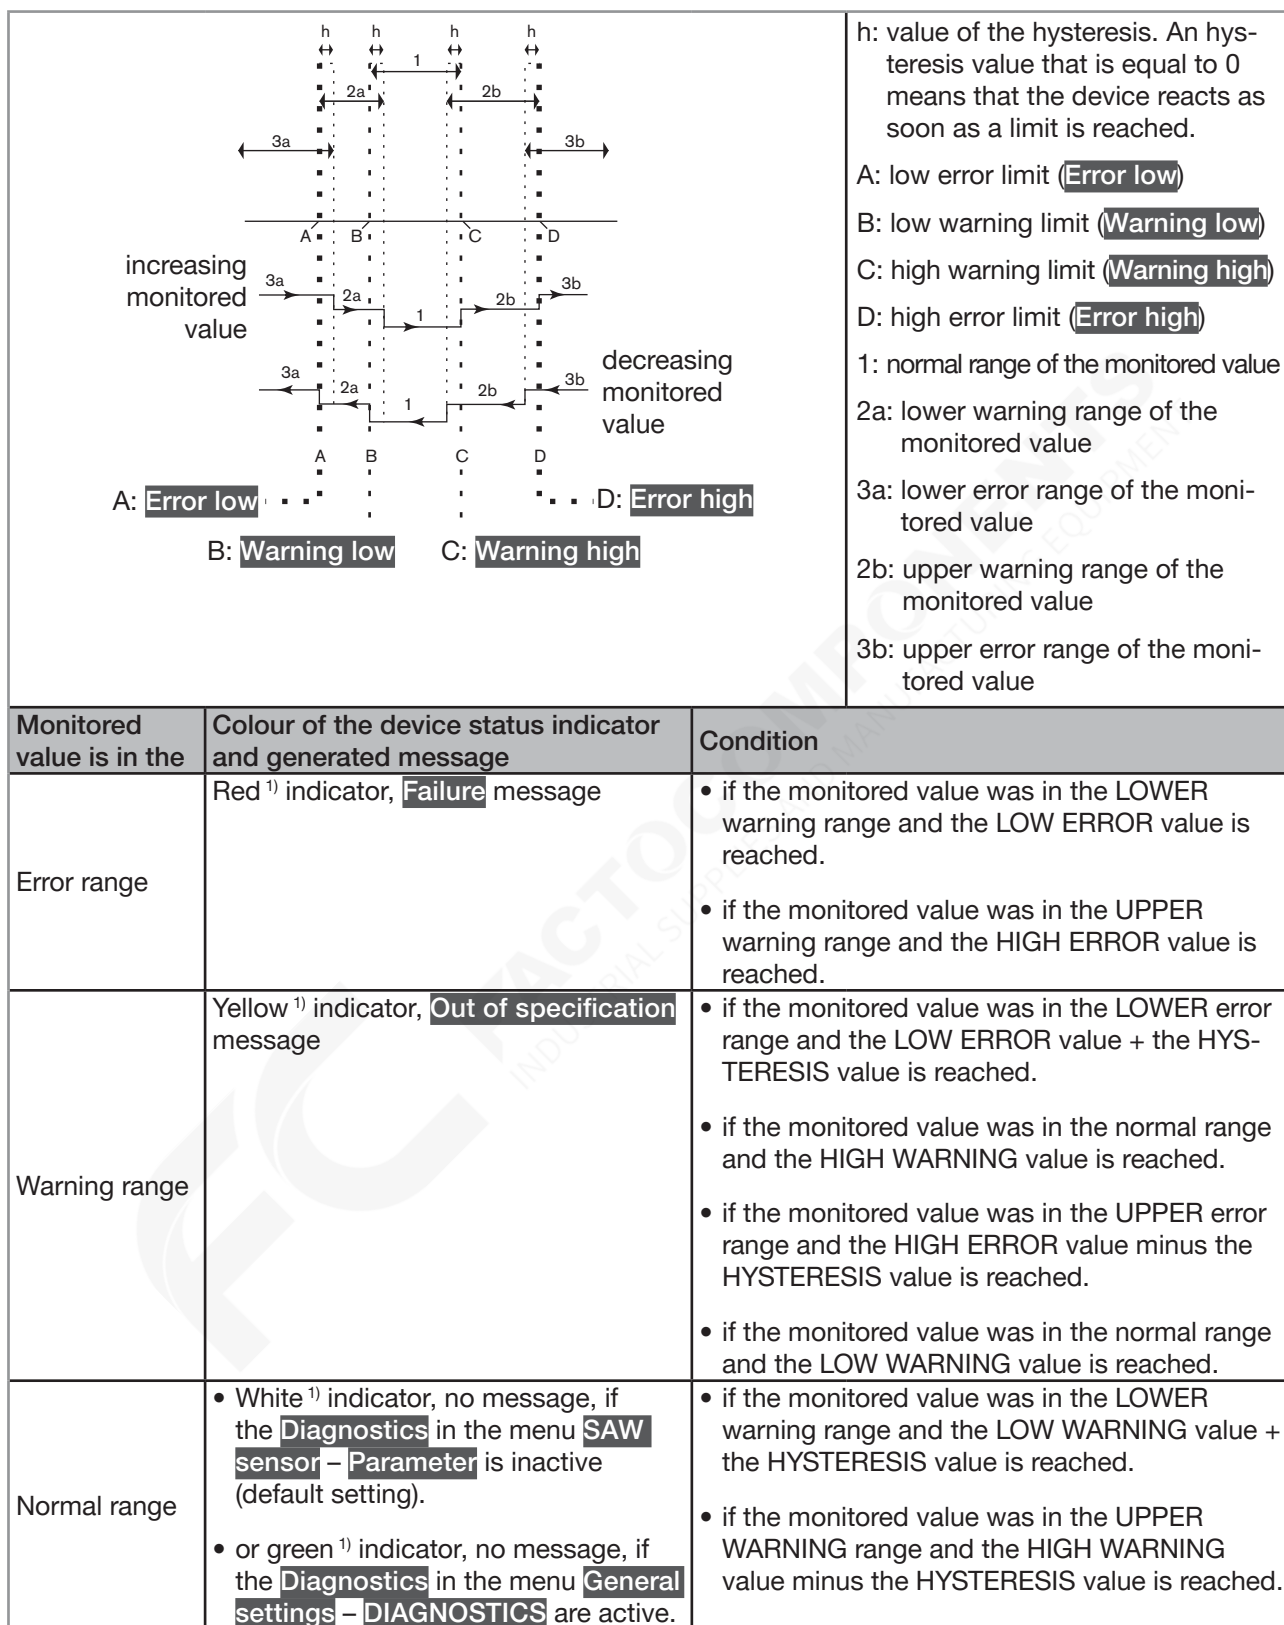 h h h h
1
2a 2b
3a 3b
A B C D
increasing
monitored
value
3a 2a 1 2b 3b
decreasing
monitored
value
3a 2a 1 2b 3b
A B C D
A: Error low
D: Error high
B: Warning low C: Warning high
h: value of the hysteresis. An hys-
teresis value that is equal to 0
means that the device reacts as
soon as a limit is reached.
A: low error limit (Error low)
B: low warning limit (Warning low)
C: high warning limit (Warning high)
D: high error limit (Error high)
1: normal range of the monitored value
2a: lower warning range of the
monitored value
3a: lower error range of the moni-
tored value
2b: upper warning range of the
monitored value
3b: upper error range of the moni-
tored value
Monitored
value is in the
Colour of the device status indicator
and generated message
Condition
Error range
Red 1) indicator, Failure message
• if the monitored value was in the LOWER
warning range and the LOW ERROR value is
reached.
• if the monitored value was in the UPPER
warning range and the HIGH ERROR value is
reached.
Warning range
Yellow 1) indicator, Out of specification
message
• if the monitored value was in the LOWER error
range and the LOW ERROR value + the HYS-
TERESIS value is reached.
• if the monitored value was in the normal range
and the HIGH WARNING value is reached.
• if the monitored value was in the UPPER error
range and the HIGH ERROR value minus the
HYSTERESIS value is reached.
• if the monitored value was in the normal range
and the LOW WARNING value is reached.
Normal range
• White 1) indicator, no message, if
the Diagnostics in the menu SAW
sensor – Parameter is inactive
(default setting).
• or green 1) indicator, no message, if
the Diagnostics in the menu General
settings – DIAGNOSTICS are active.
• if the monitored value was in the LOWER
warning range and the LOW WARNING value +
the HYSTERESIS value is reached.
• if the monitored value was in the UPPER
WARNING range and the HIGH WARNING
value minus the HYSTERESIS value is reached.
FC FACTOCOMPONENTS
INDUSTRIAL SUPPLIES AND MANUFACTURING EQUIPMENT